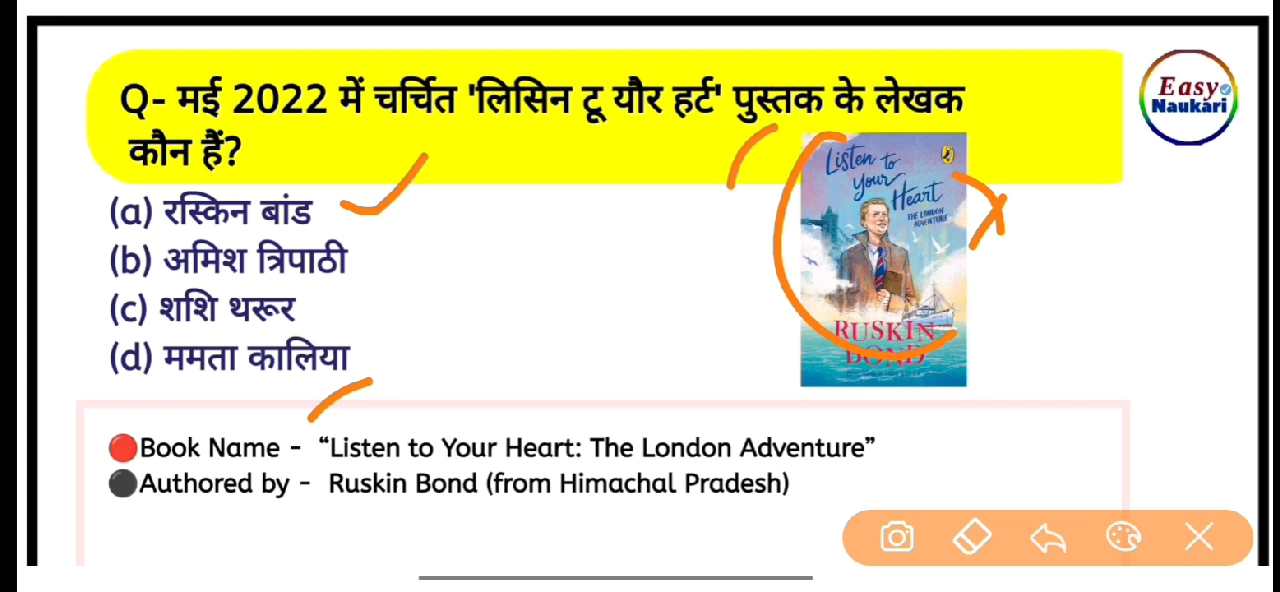 Q- मई 2022 में चर्चित 'लिसिन टू यौर हर्ट' पुस्तक के लेखक
कौन हैं?
Easy
Naukari
(a) रस्किन बांड
(b) अमिश त्रिपाठी
(c) शशि थरूर
(d) ममता कालिया
Listen to
your
Heart
THE LONDON
ADVENTURE
RUSKIN
BOND
Book Name - “Listen to Your Heart: The London Adventure”
Authored by - Ruskin Bond (from Himachal Pradesh)